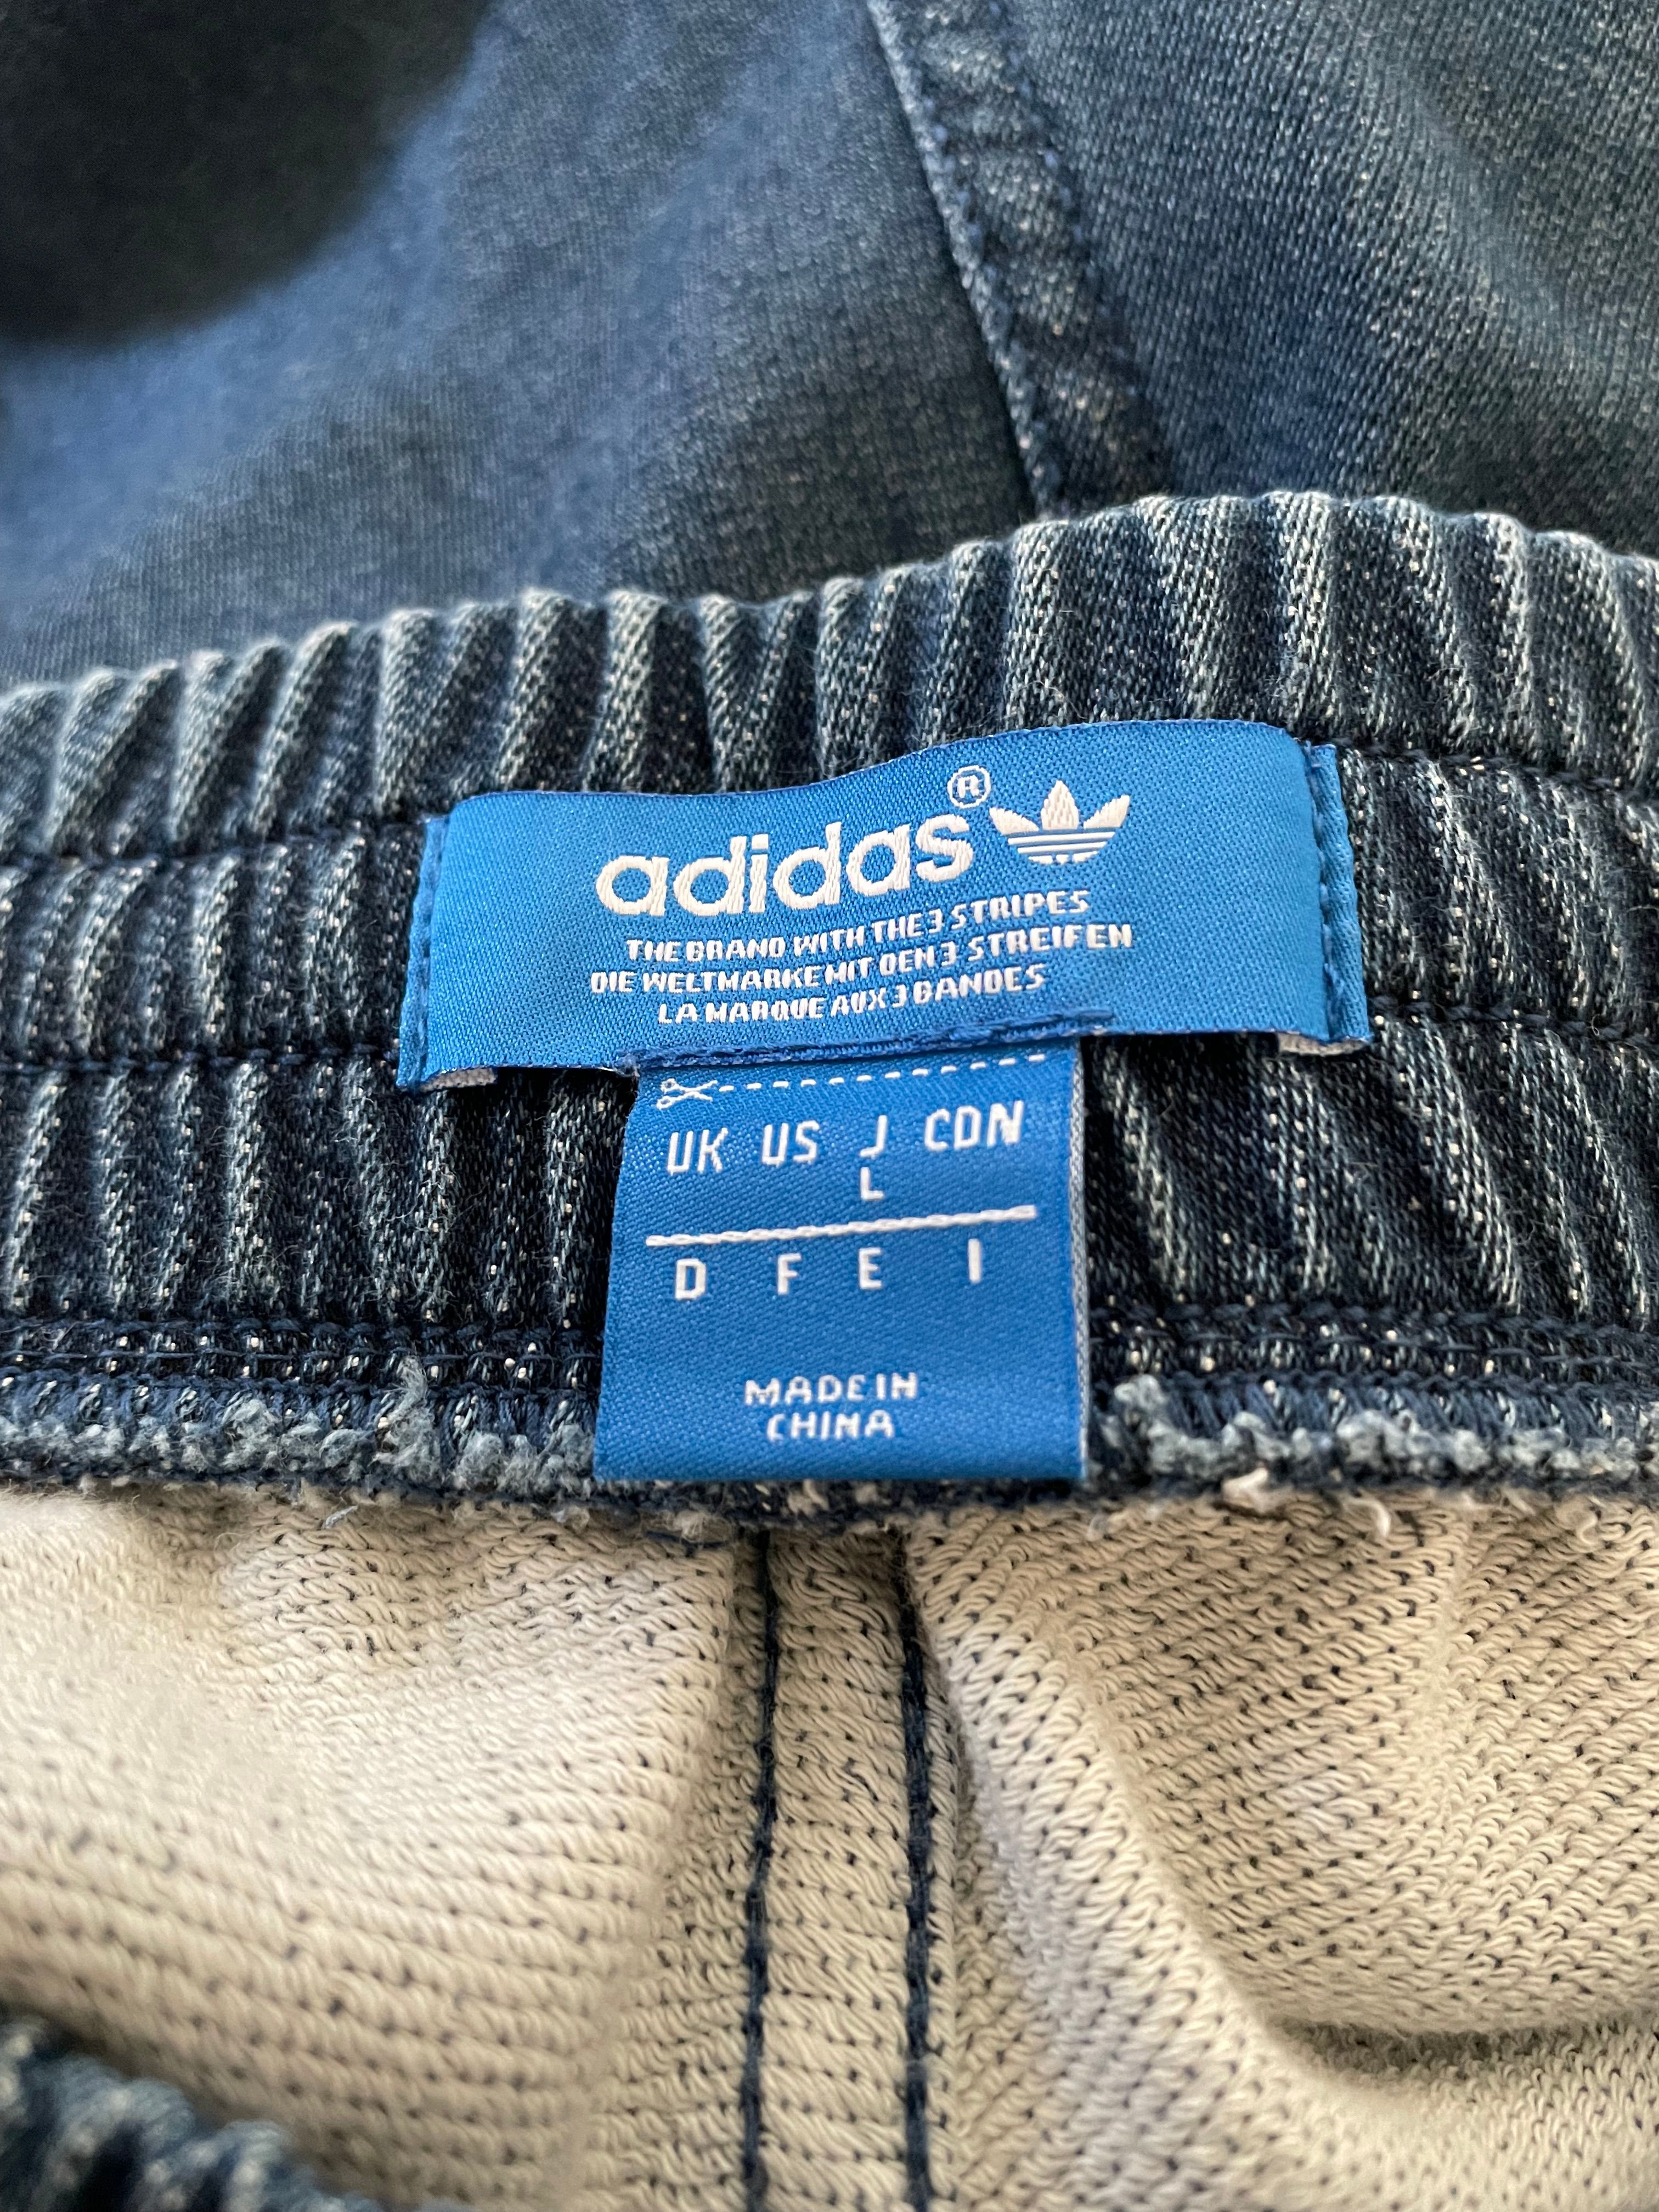 adidas®
THE BRAND WITH THE 3 STRIPES
DIE WELTMARKE MIT DEN 3 STREIFEN
LA MARQUE AUX 3 BANDES
UK US J CDN
L
D F E I
MADE IN
CHINA